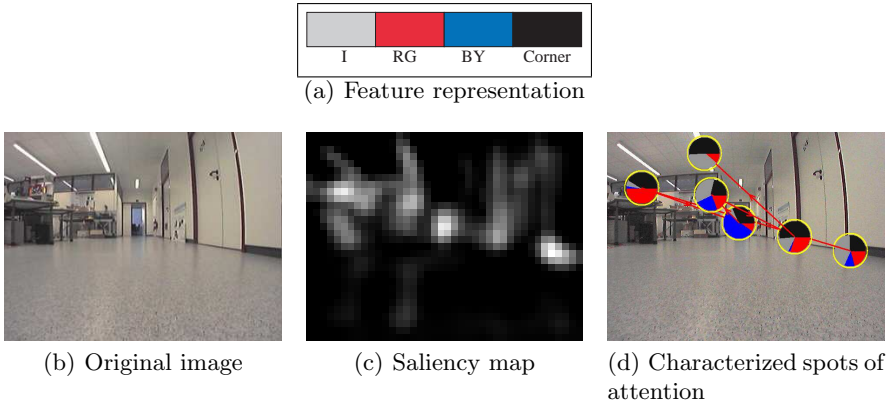 I RG BY Corner
(a) Feature representation
(b) Original image
(c) Saliency map
(d) Characterized spots of
attention